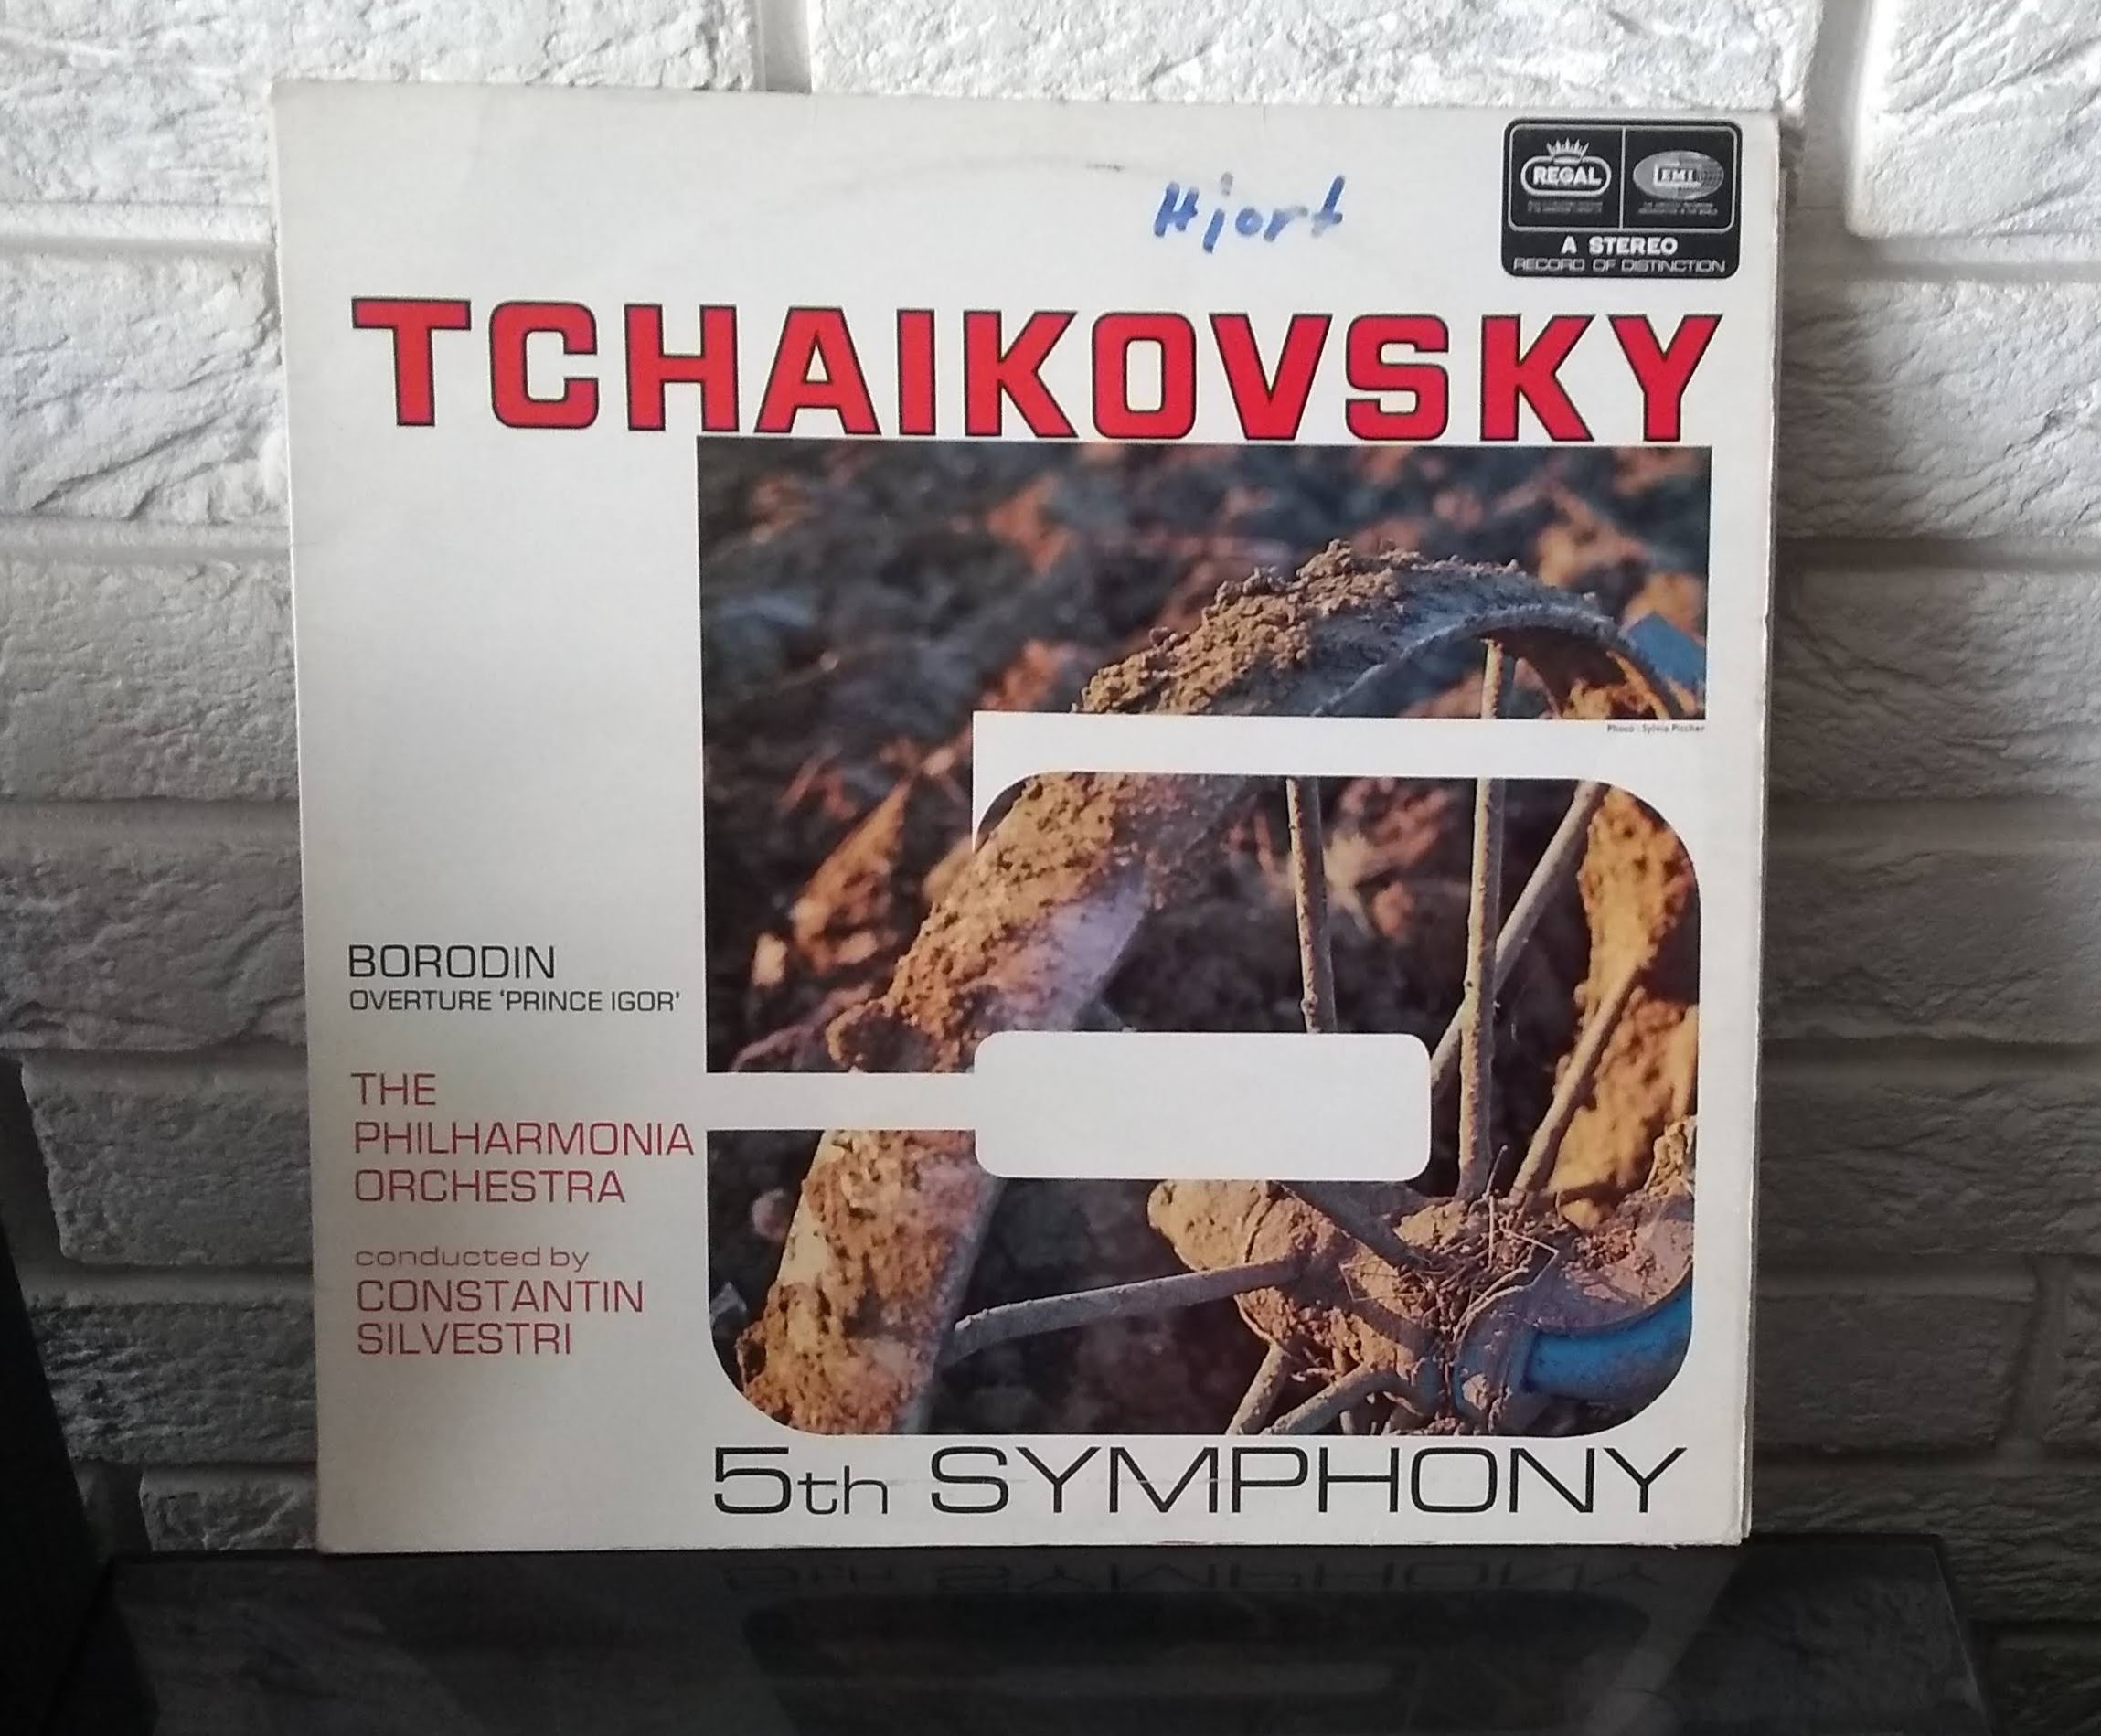 Hjort
REGAL
EMI
A STEREO
RECORD OF DISTINCTION
TCHAIKOVSKY
BORODIN
OVERTURE ‘PRINCE IGOR’
THE
PHILHARMONIA
ORCHESTRA
conducted by
CONSTANTIN
SILVESTRI
Photo : Sylvia Pitcher
5th SYMPHONY